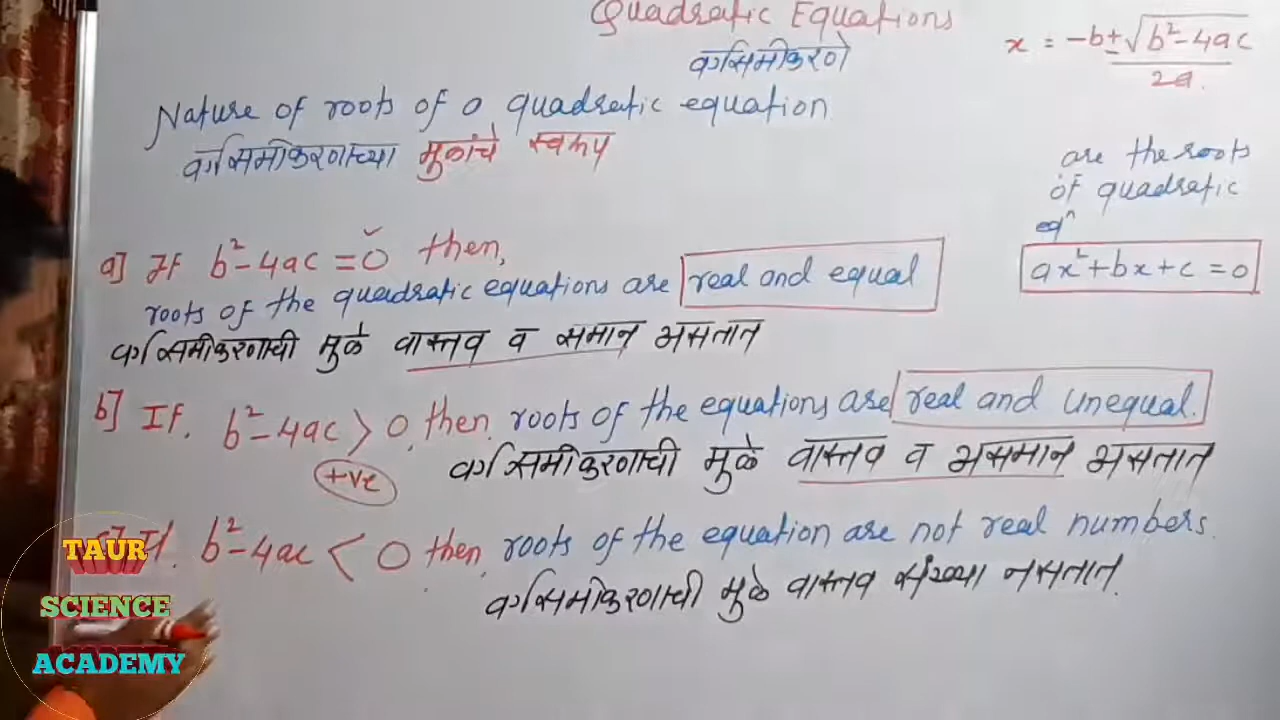 Quadratic Equations
वर्गसमीकरणे
x = -b ± √b² - 4ac
2a.
Nature of roots of a quadratic equation
वर्गसमीकरणाच्या मुळांचे स्वरूप
are the roots
of quadratic
eqⁿ
ax² + bx + c = 0
a] If b² - 4ac = 0 then,
roots of the quadratic equations are real and equal
वर्गसमीकरणाची मुळे वास्तव व समान असतात
b] If. b² - 4ac > 0, then, roots of the equations are real and unequal.
+ve
वर्गसमीकरणाची मुळे वास्तव व असमान असतात
c] If. b² - 4ac < 0 then, roots of the equation are not real numbers.
वर्गसमीकरणाची मुळे वास्तव संख्या नसतात.
TAUR
SCIENCE
ACADEMY